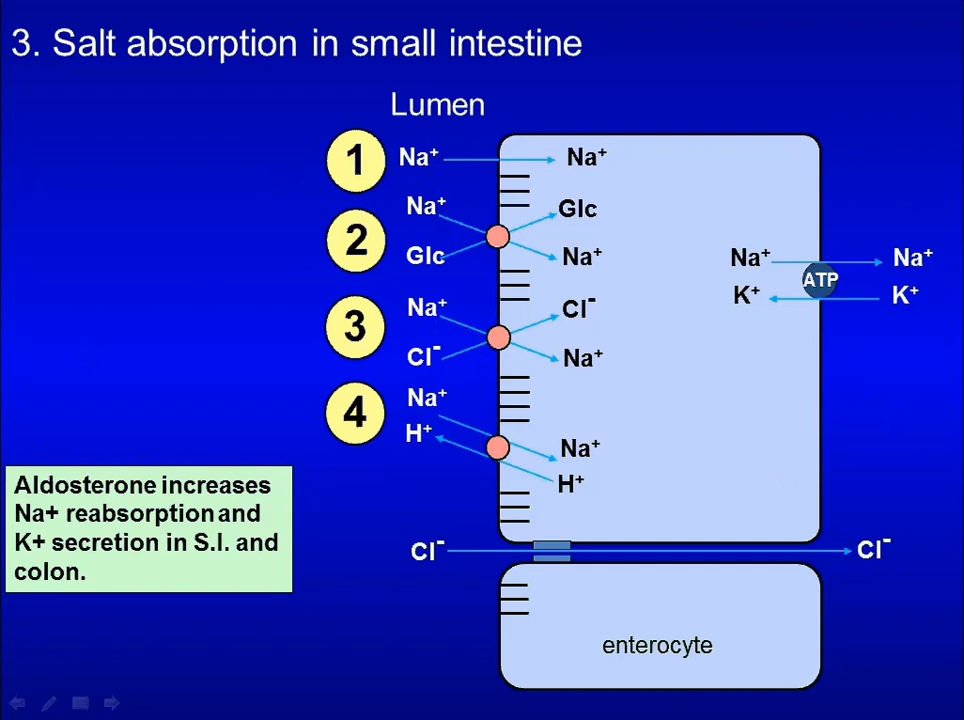 3. Salt absorption in small intestine
Lumen
1 Na⁺ Na⁺
Na⁺ Glc
2
Glc Na⁺
Na⁺ Na⁺
ATP
K⁺ K⁺
Na⁺ Cl⁻
3
Cl⁻ Na⁺
Na⁺
4
H⁺ Na⁺
H⁺
Aldosterone increases
Na+ reabsorption and
K+ secretion in S.I. and
colon.
Cl⁻ Cl⁻
enterocyte